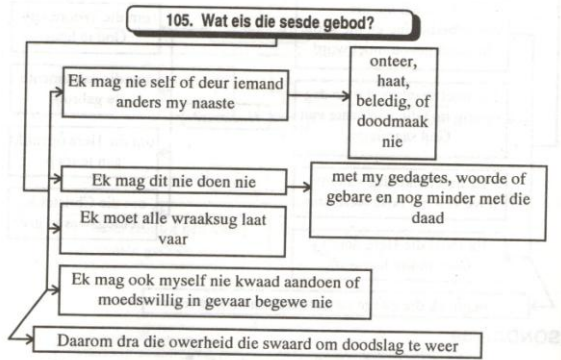 105. Wat eis die sesde gebod?
Ek mag nie self of deur iemand
anders my naaste
onteer,
haat,
beledig, of
doodmaak
nie
Ek mag dit nie doen nie
met my gedagtes, woorde of
gebare en nog minder met die
daad
Ek moet alle wraaksug laat
vaar
Ek mag ook myself nie kwaad aandoen of
moedswillig in gevaar begewe nie
Daarom dra die owerheid die swaard om doodslag te weer